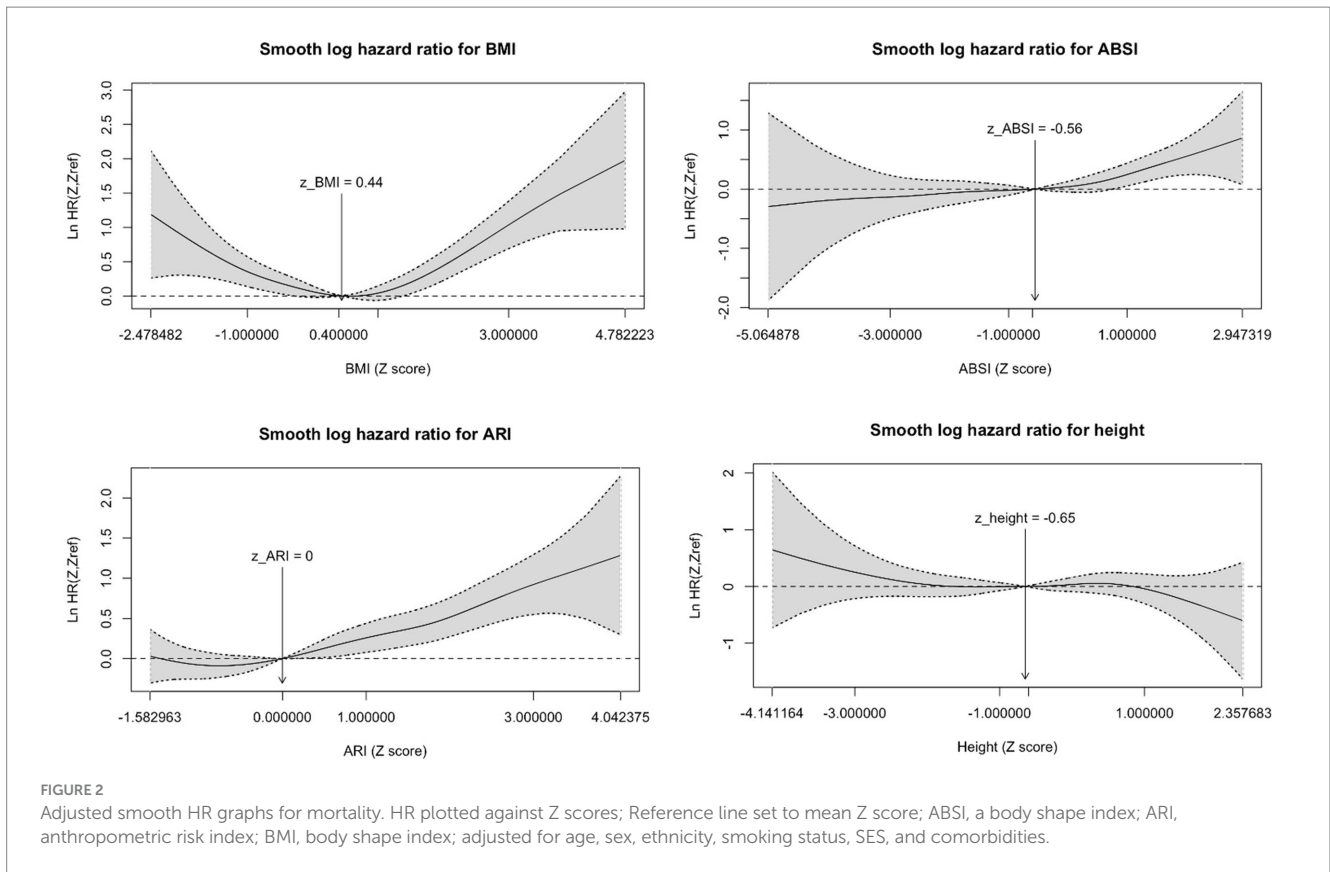 Smooth log hazard ratio for BMI
Ln HR(Z,Zref)
0.0 0.5 1.0 1.5 2.0 2.5 3.0
z_BMI = 0.44
-2.478482 -1.000000 0.400000 3.000000 4.782223
BMI (Z score)
Smooth log hazard ratio for ABSI
Ln HR(Z,Zref)
-2.0 -1.0 0.0 1.0
z_ABSI = -0.56
-5.064878 -3.000000 -1.000000 1.000000 2.947319
ABSI (Z score)
Smooth log hazard ratio for ARI
Ln HR(Z,Zref)
0.0 0.5 1.0 1.5 2.0
z_ARI = 0
-1.582963 0.000000 1.000000 3.000000 4.042375
ARI (Z score)
Smooth log hazard ratio for height
Ln HR(Z,Zref)
-1 0 1 2
z_height = -0.65
-4.141164 -3.000000 -1.000000 1.000000 2.357683
Height (Z score)
FIGURE 2
Adjusted smooth HR graphs for mortality. HR plotted against Z scores; Reference line set to mean Z score; ABSI, a body shape index; ARI,
anthropometric risk index; BMI, body shape index; adjusted for age, sex, ethnicity, smoking status, SES, and comorbidities.